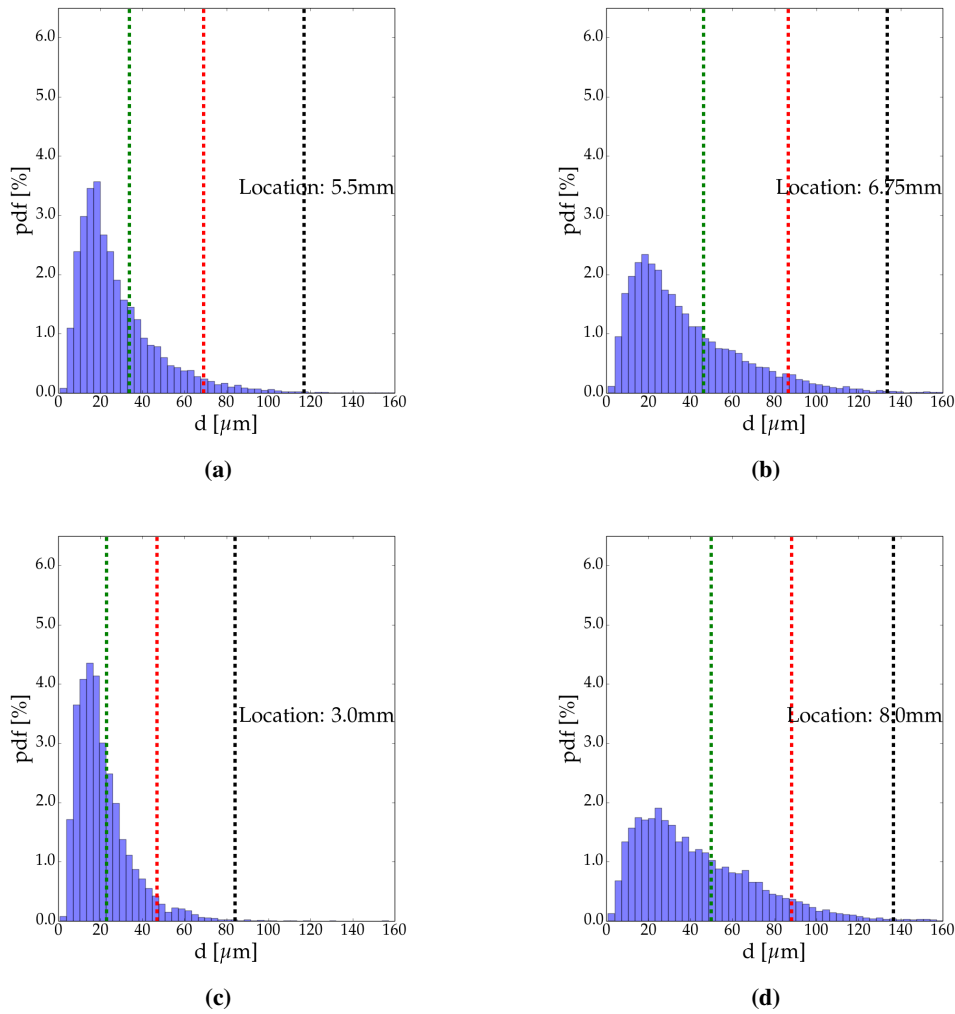 6.0
5.0
4.0
3.0
2.0
1.0
0.0
pdf [%]
Location: 5.5mm
0 20 40 60 80 100 120 140 160
d [μm]
(a)
6.0
5.0
4.0
3.0
2.0
1.0
0.0
pdf [%]
Location: 6.75mm
0 20 40 60 80 100 120 140 160
d [μm]
(b)
6.0
5.0
4.0
3.0
2.0
1.0
0.0
pdf [%]
Location: 3.0mm
0 20 40 60 80 100 120 140 160
d [μm]
(c)
6.0
5.0
4.0
3.0
2.0
1.0
0.0
pdf [%]
Location: 8.0mm
0 20 40 60 80 100 120 140 160
d [μm]
(d)